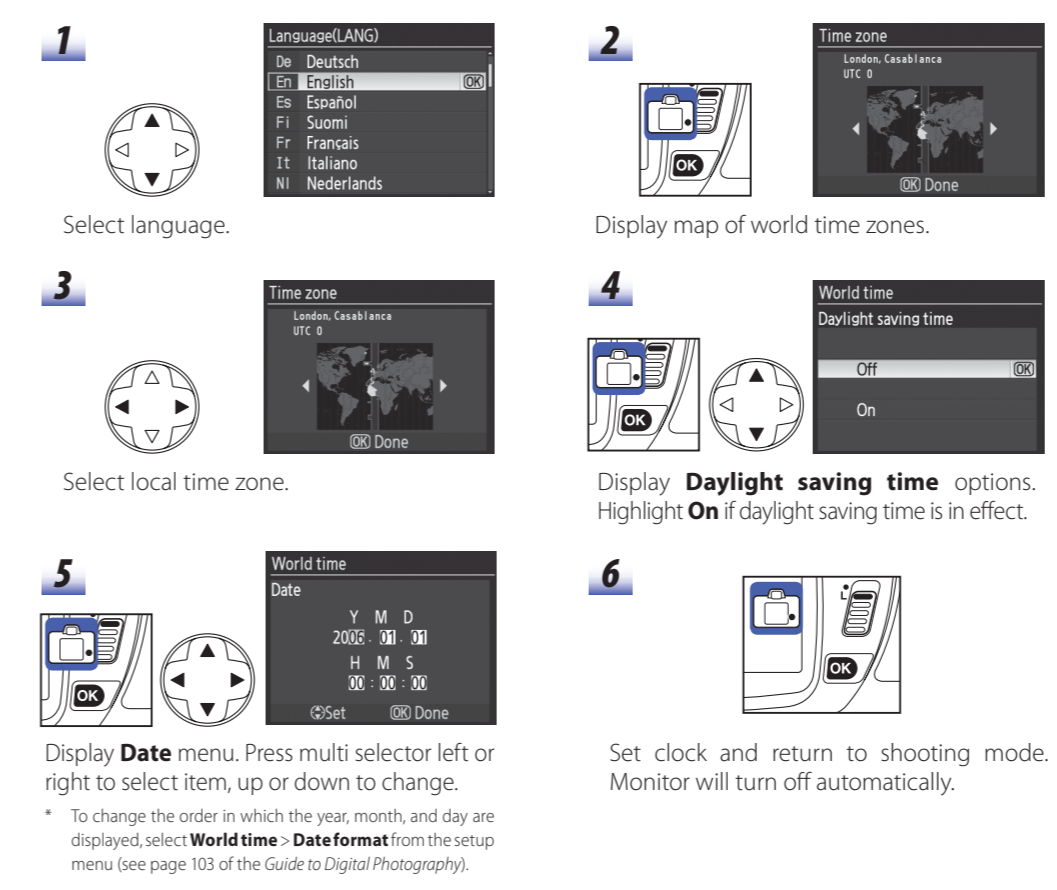 1
Language(LANG)
De Deutsch
En English OK
Es Español
Fi Suomi
Fr Français
It Italiano
Nl Nederlands
Select language.
2
OK
Time zone
London, Casablanca
UTC 0
OK Done
Display map of world time zones.
3
Time zone
London, Casablanca
UTC 0
OK Done
Select local time zone.
4
OK
World time
Daylight saving time
Off OK
On
Display Daylight saving time options.
Highlight On if daylight saving time is in effect.
5
OK
World time
Date
Y M D
2006. 01. 01
H M S
00 : 00 : 00
Set OK Done
Display Date menu. Press multi selector left or
right to select item, up or down to change.
* To change the order in which the year, month, and day are
displayed, select World time > Date format from the setup
menu (see page 103 of the Guide to Digital Photography).
6
L
OK
Set clock and return to shooting mode.
Monitor will turn off automatically.